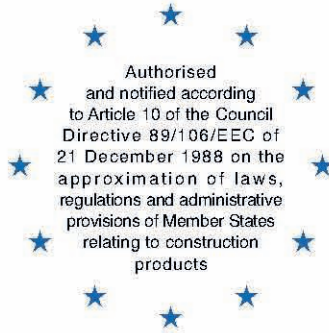 Authorised
and notified according
to Article 10 of the Council
Directive 89/106/EEC of
21 December 1988 on the
approximation of laws,
regulations and administrative
provisions of Member States
relating to construction
products